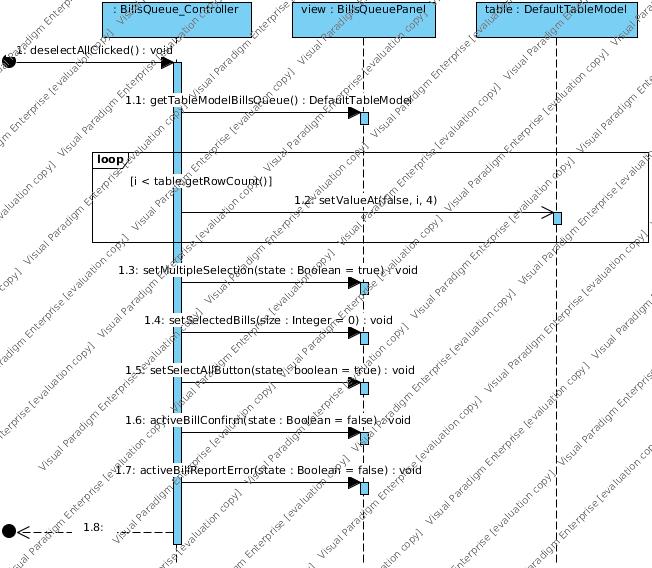 : BillsQueue_Controller
view : BillsQueuePanel
table : DefaultTableModel
1: deselectAllClicked() : void
1.1: getTableModelBillsQueue() : DefaultTableModel
loop
[i < table.getRowCount()]
1.2: setValueAt(false, i, 4)
1.3: setMultipleSelection(state : Boolean = true) : void
1.4: setSelectedBills(size : Integer = 0) : void
1.5: setSelectAllButton(state : boolean = true) : void
1.6: activeBillConfirm(state : Boolean = false) : void
1.7: activeBillReportError(state : Boolean = false) : void
1.8:
Visual Paradigm Enterprise [evaluation copy]